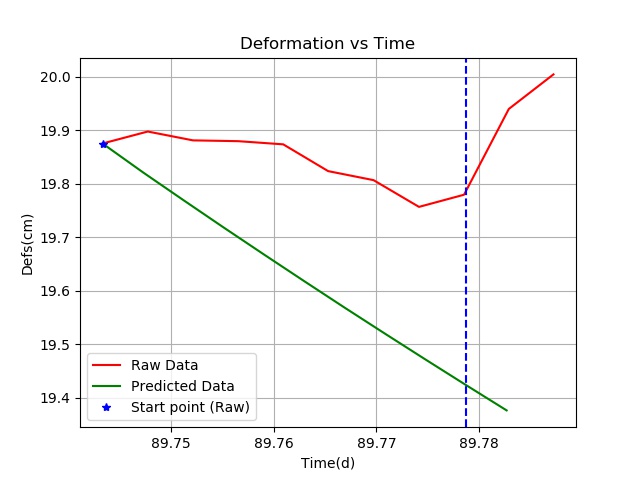 Deformation vs Time
20.0
19.9
19.8
19.7
19.6
19.5
19.4
Defs(cm)
Raw Data
Predicted Data
Start point (Raw)
89.75 89.76 89.77 89.78
Time(d)